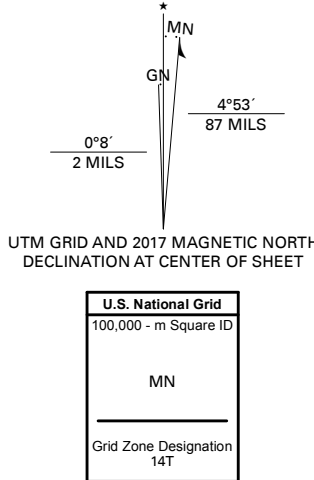 MN
GN
4°53´
87 MILS
0°8´
2 MILS
UTM GRID AND 2017 MAGNETIC NORTH
DECLINATION AT CENTER OF SHEET
U.S. National Grid
100,000 - m Square ID
MN
Grid Zone Designation
14T